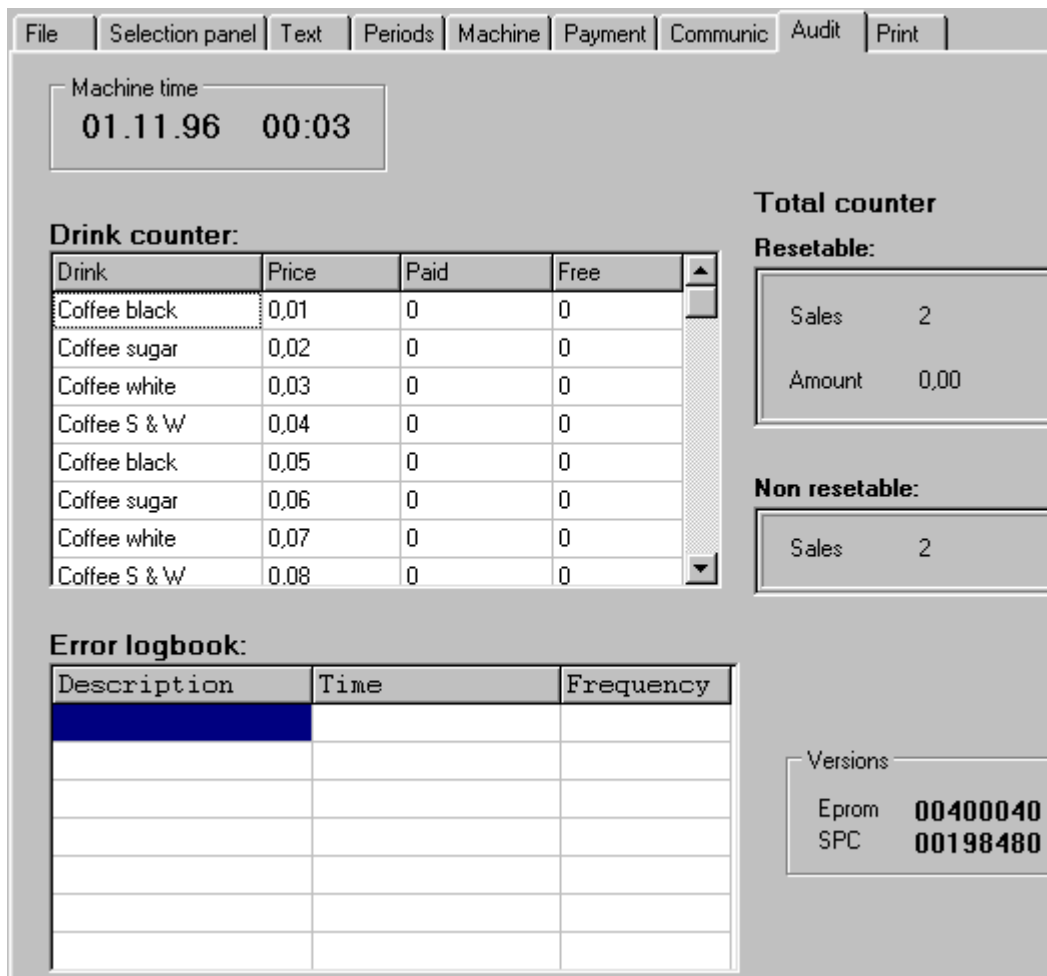 File Selection panel Text Periods Machine Payment Communic Audit Print
Machine time
01.11.96 00:03
Drink counter:
Drink Price Paid Free
Coffee black 0,01 0 0
Coffee sugar 0,02 0 0
Coffee white 0,03 0 0
Coffee S & W 0,04 0 0
Coffee black 0,05 0 0
Coffee sugar 0,06 0 0
Coffee white 0,07 0 0
Coffee S & W 0.08 0 0
Total counter
Resetable:
Sales 2
Amount 0,00
Non resetable:
Sales 2
Error logbook:
Description Time Frequency
Versions
Eprom 00400040
SPC 00198480